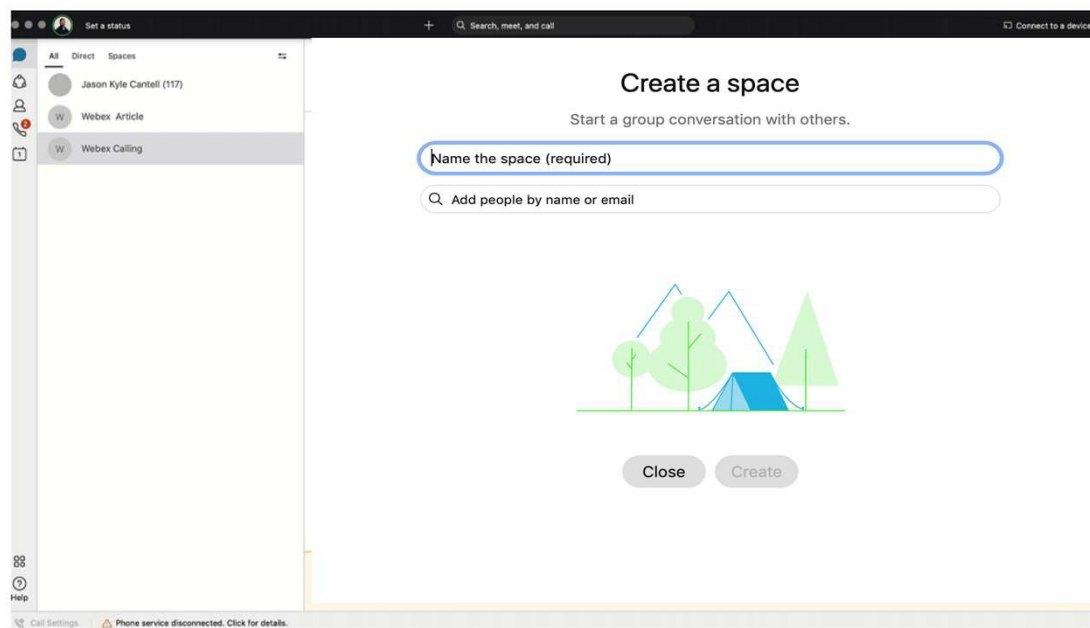 Set a status
+
Search, meet, and call
Connect to a device
All Direct Spaces
Jason Kyle Cantell (117)
W Webex Article
W Webex Calling
2
1
Create a space
Start a group conversation with others.
Name the space (required)
Add people by name or email
Close Create
Help
Call Settings
Phone service disconnected. Click for details.